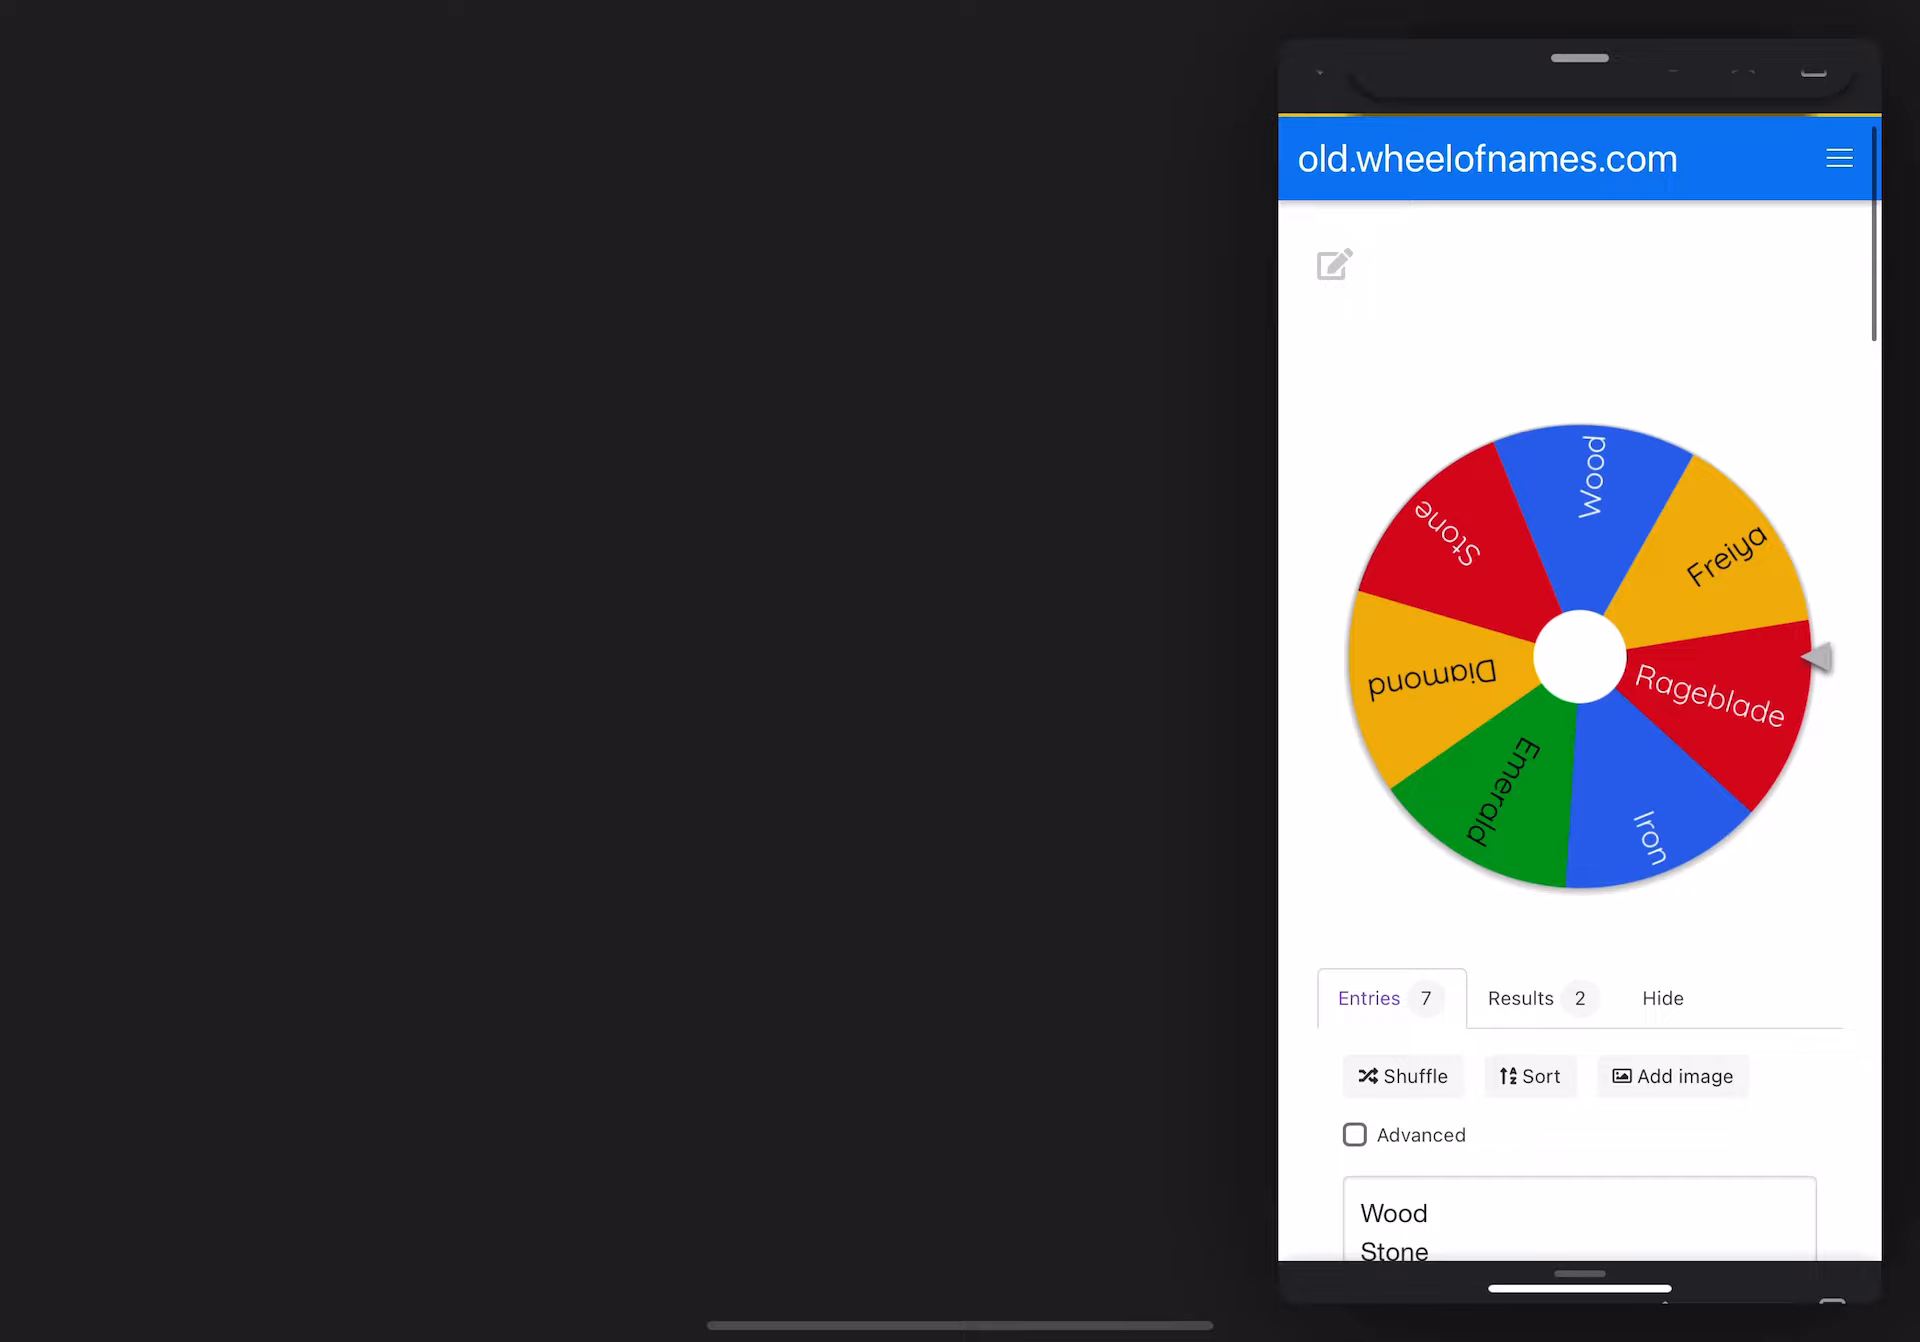 old.wheelofnames.com
Wood
Freiya
Stone
Rageblade
Diamond
Emerald
Iron
Entries 7 Results 2 Hide
Shuffle Sort Add image
Advanced
Wood
Stone